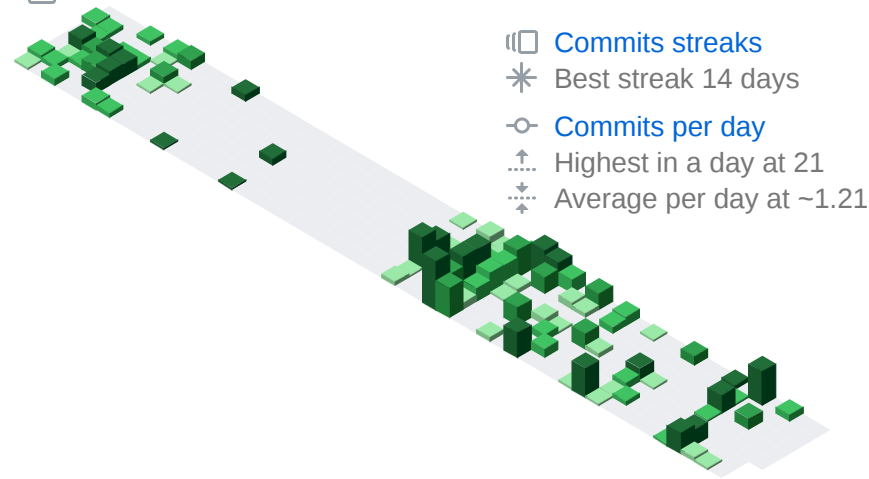 Commits streaks
Best streak 14 days
Commits per day
Highest in a day at 21
Average per day at ~1.21